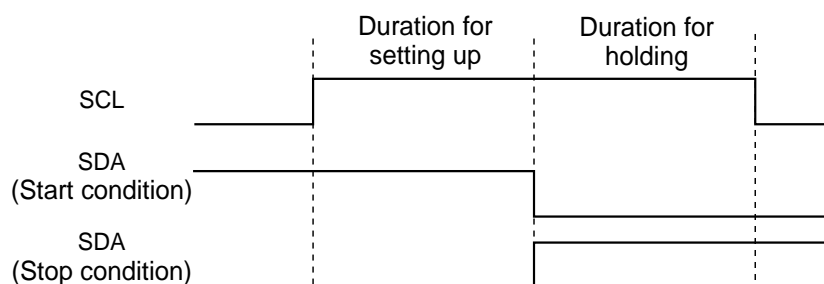 Duration for
setting up
Duration for
holding
SCL
SDA
(Start condition)
SDA
(Stop condition)